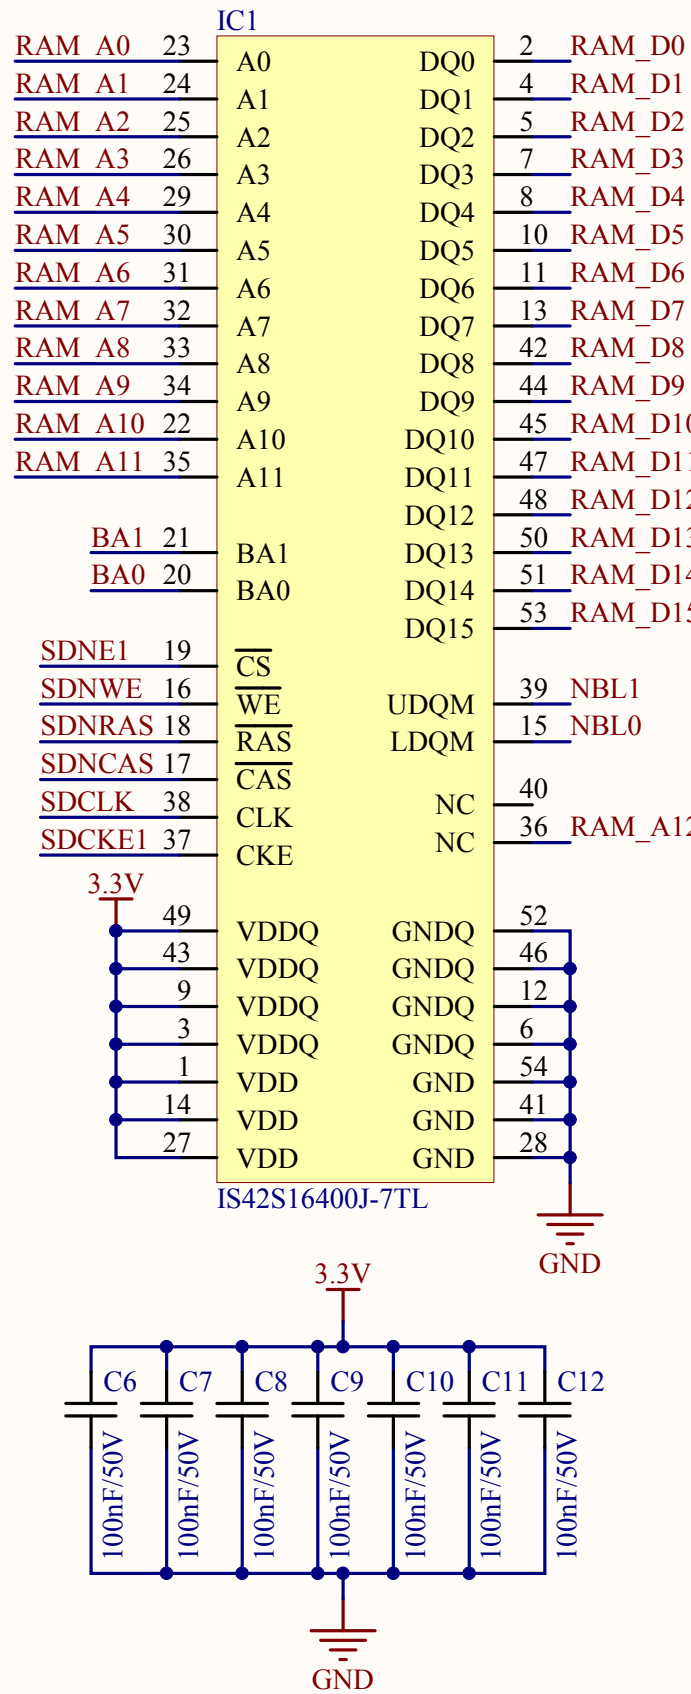 IC1
RAM_A0 23 A0 DQ0 2 RAM_D0
RAM_A1 24 A1 DQ1 4 RAM_D1
RAM_A2 25 A2 DQ2 5 RAM_D2
RAM_A3 26 A3 DQ3 7 RAM_D3
RAM_A4 29 A4 DQ4 8 RAM_D4
RAM_A5 30 A5 DQ5 10 RAM_D5
RAM_A6 31 A6 DQ6 11 RAM_D6
RAM_A7 32 A7 DQ7 13 RAM_D7
RAM_A8 33 A8 DQ8 42 RAM_D8
RAM_A9 34 A9 DQ9 44 RAM_D9
RAM_A10 22 A10 DQ10 45 RAM_D10
RAM_A11 35 A11 DQ11 47 RAM_D11
DQ12 48 RAM_D12
BA1 21 BA1 DQ13 50 RAM_D13
BA0 20 BA0 DQ14 51 RAM_D14
DQ15 53 RAM_D15
SDNE1 19 CS
SDNWE 16 WE UDQM 39 NBL1
SDNRAS 18 RAS LDQM 15 NBL0
SDNCAS 17 CAS
SDCLK 38 CLK NC 40
SDCKE1 37 CKE NC 36 RAM_A12
3.3V
49 VDDQ GNDQ 52
43 VDDQ GNDQ 46
9 VDDQ GNDQ 12
3 VDDQ GNDQ 6
1 VDD GND 54
14 VDD GND 41
27 VDD GND 28
IS42S16400J-7TL
GND
3.3V
C6 C7 C8 C9 C10 C11 C12
100nF/50V 100nF/50V 100nF/50V 100nF/50V 100nF/50V 100nF/50V 100nF/50V
GND